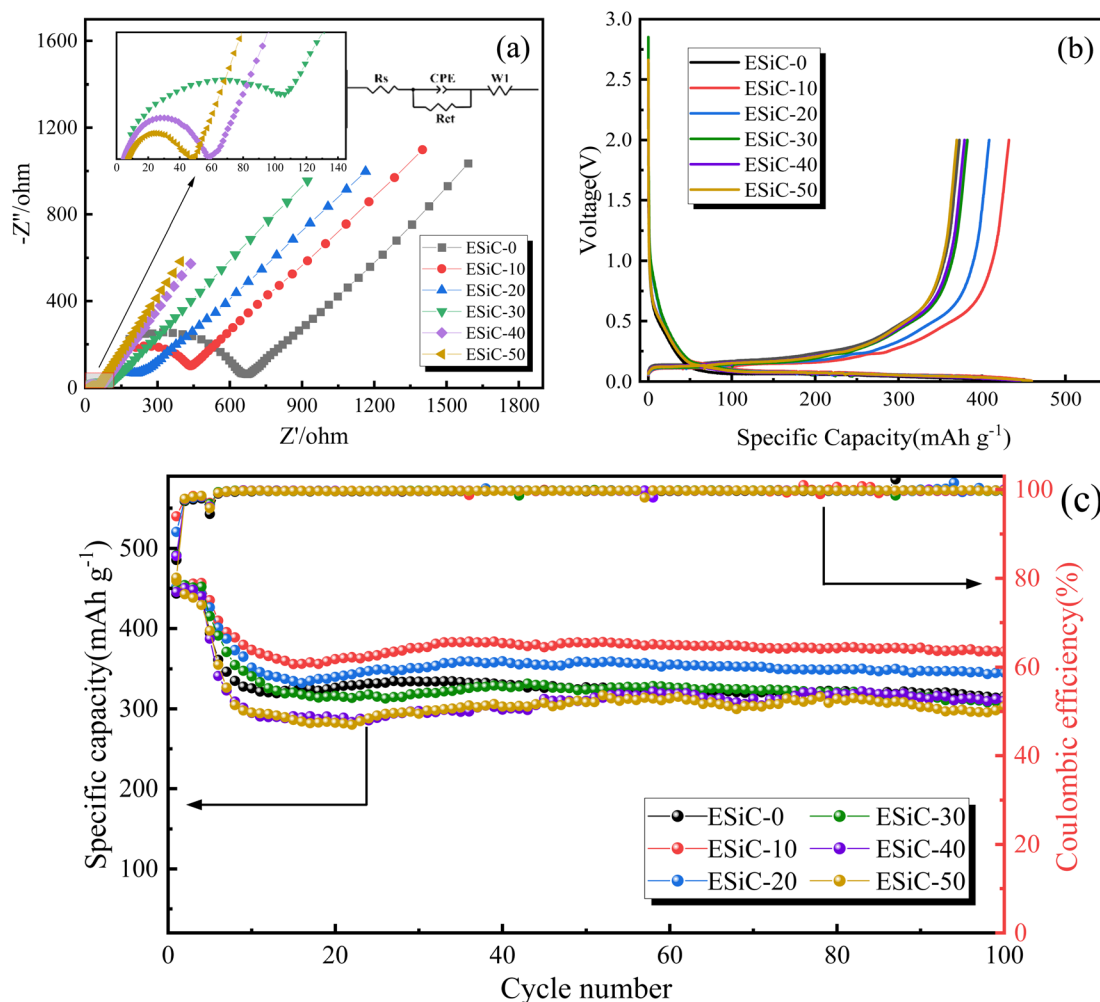 (a)
1600
1200
800
400
0
-Z''/ohm
0 20 40 60 80 100 120 140
Rs CPE W1
Rct
ESiC-0
ESiC-10
ESiC-20
ESiC-30
ESiC-40
ESiC-50
0 300 600 900 1200 1500 1800
Z'/ohm
(b)
3.0
2.5
2.0
1.5
1.0
0.5
0.0
Voltage(V)
ESiC-0
ESiC-10
ESiC-20
ESiC-30
ESiC-40
ESiC-50
0 100 200 300 400 500
Specific Capacity(mAh g⁻¹)
(c)
500
400
300
200
100
Specific capacity(mAh g⁻¹)
100
80
60
40
20
0
Coulombic efficiency(%)
ESiC-0 ESiC-30
ESiC-10 ESiC-40
ESiC-20 ESiC-50
0 20 40 60 80 100
Cycle number